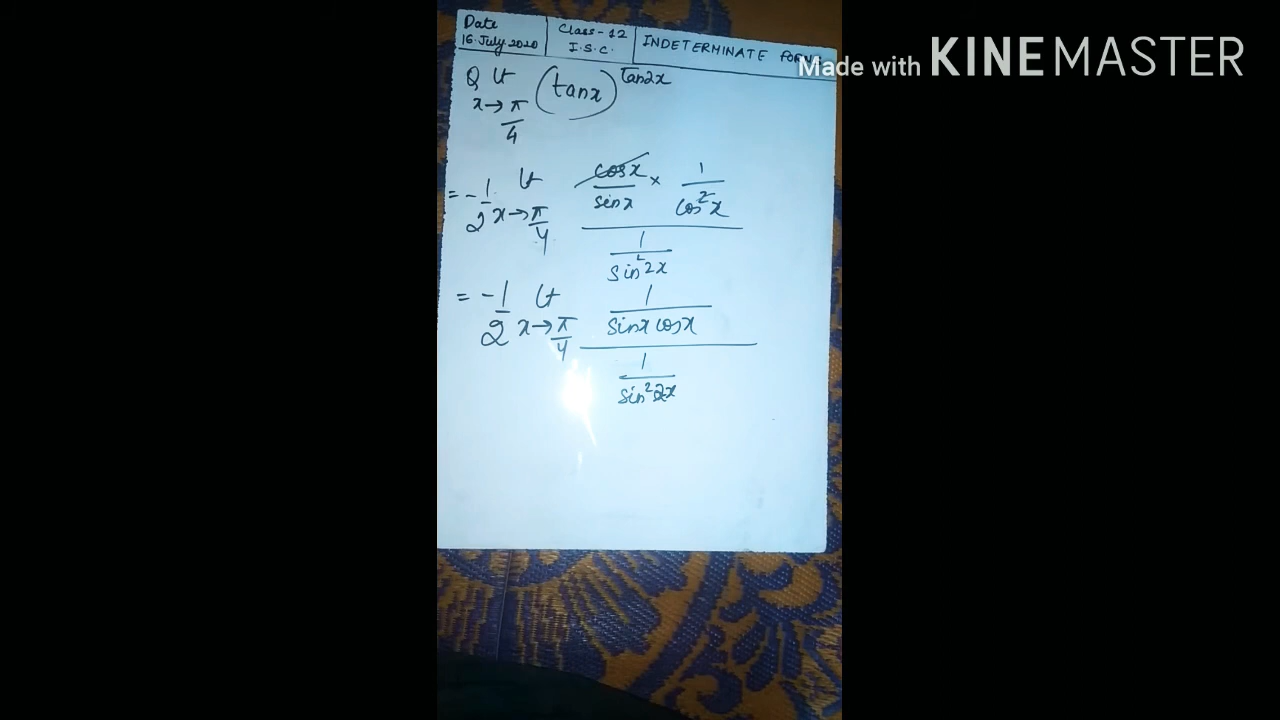 Date
16 July 2020
Class-12
I.S.C.
INDETERMINATE FORMS
Made with KINEMASTER
Q Lt (tanx)^tan2x
x→π/4
= -1/2 Lt x→π/4 cosx/sinx × 1/cos²x
1/sin²2x
= -1/2 Lt x→π/4 1/sinx cosx
1/sin²2x